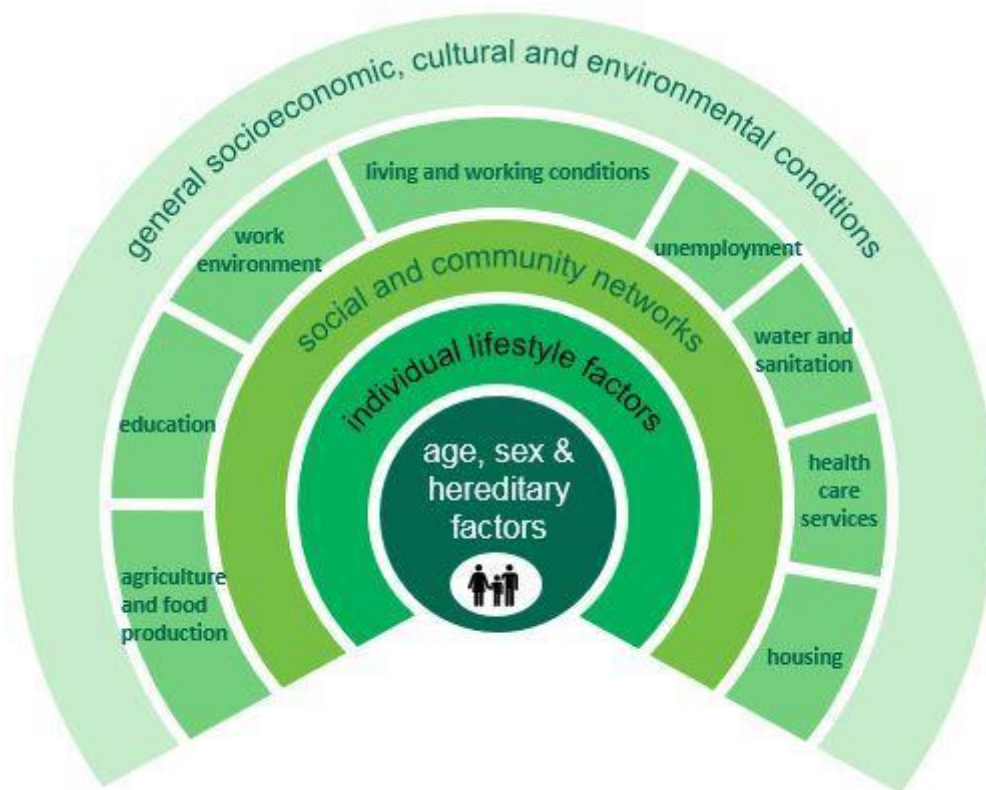 general socioeconomic, cultural and environmental conditions
living and working conditions
work
environment
unemployment
social and community networks
water and
sanitation
individual lifestyle factors
education
age, sex &
hereditary
factors
health
care
services
agriculture
and food
production
housing